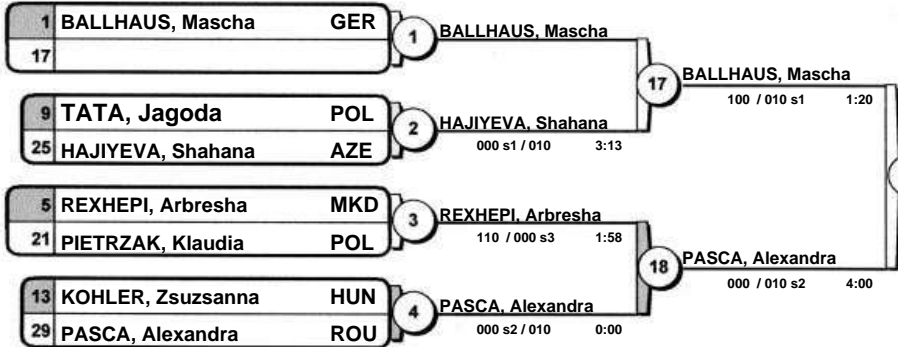 1 BALLHAUS, Mascha GER
17
1 BALLHAUS, Mascha
9 TATA, Jagoda POL
25 HAJIYEVA, Shahana AZE
2 HAJIYEVA, Shahana
000 s1 / 010 3:13
17 BALLHAUS, Mascha
100 / 010 s1 1:20
5 REXHEPI, Arbresha MKD
21 PIETRZAK, Klaudia POL
3 REXHEPI, Arbresha
110 / 000 s3 1:58
13 KOHLER, Zsuzsanna HUN
29 PASCA, Alexandra ROU
4 PASCA, Alexandra
000 s2 / 010 0:00
18 PASCA, Alexandra
000 / 010 s2 4:00